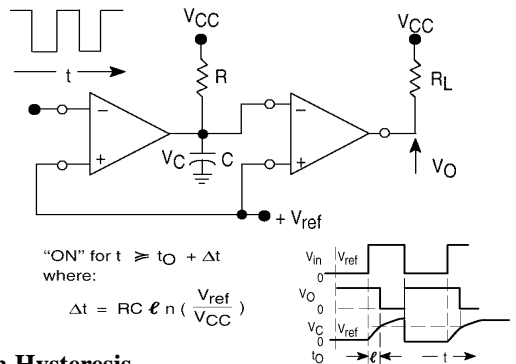 VCC
VCC
t
R
RL
−
+
VC
C
−
+
VO
+ Vref
"ON" for t ⩾ tO + Δt
where:
Δt = RC ℓ n ( Vref / VCC )
Vin
Vref
0
VO
0
VC
Vref
0
tO
ℓ
t